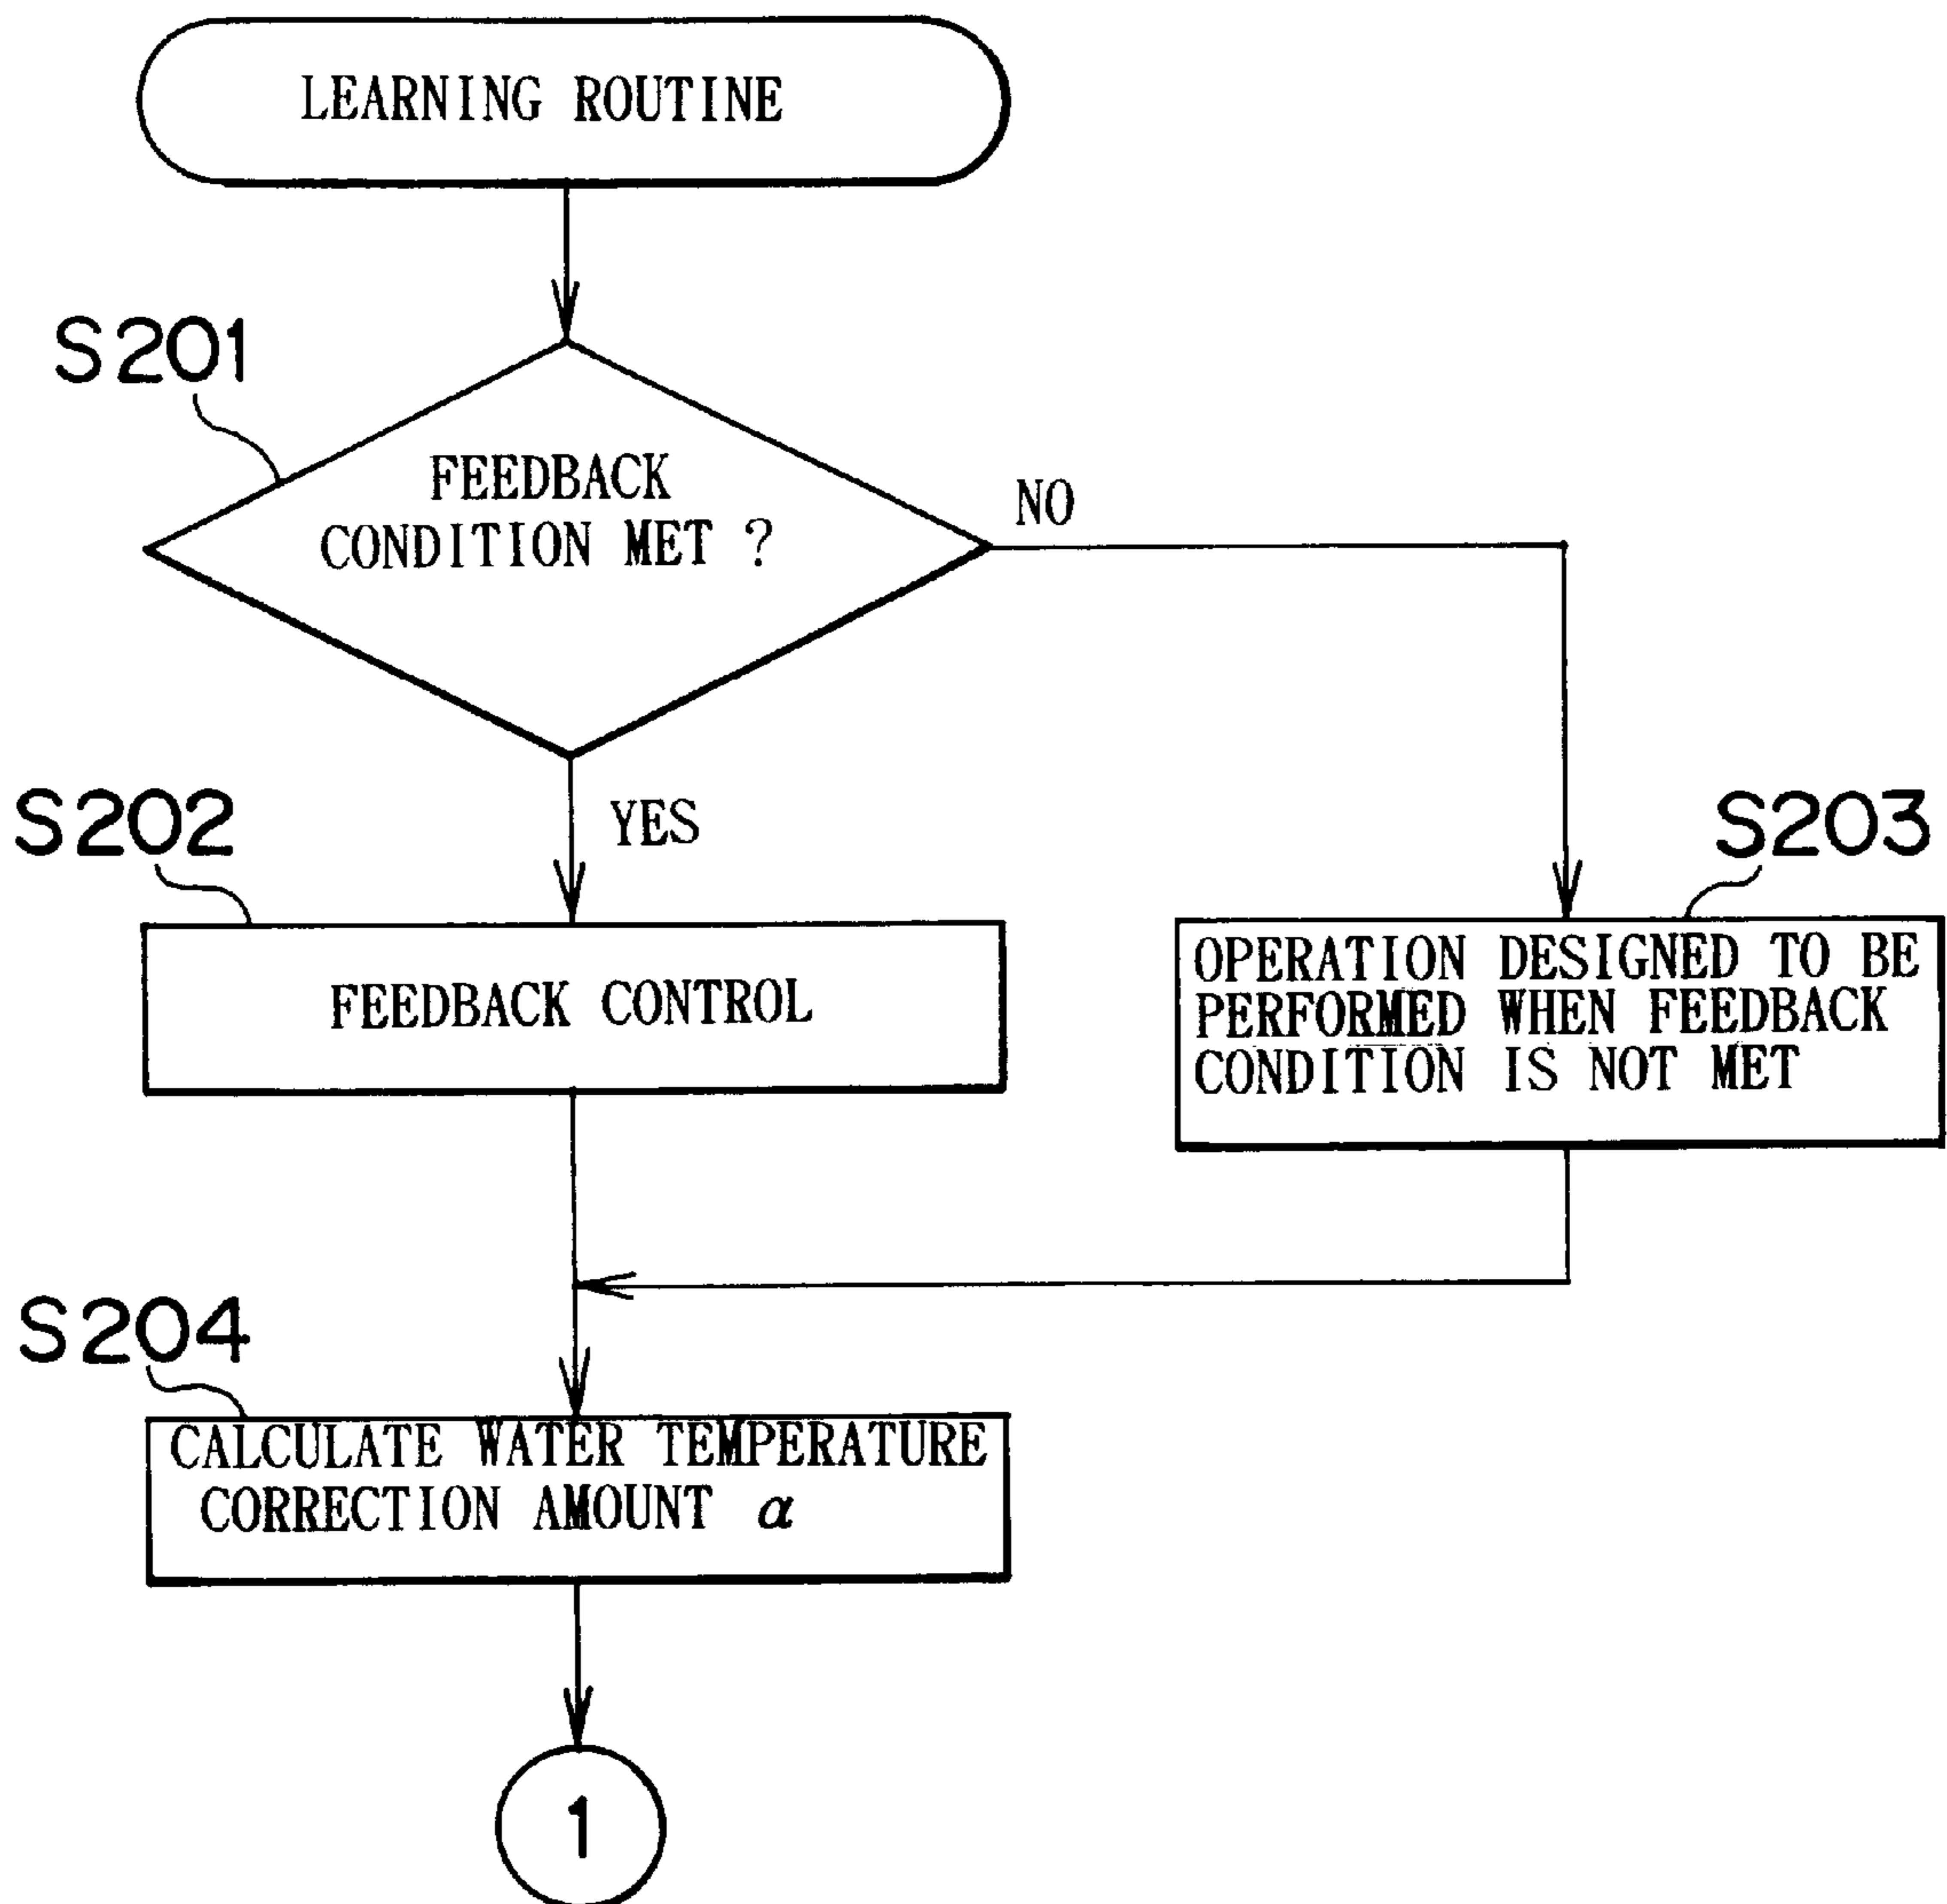 LEARNING ROUTINE
S201
FEEDBACK
CONDITION MET ?
NO
YES
S202
FEEDBACK CONTROL
S203
OPERATION DESIGNED TO BE
PERFORMED WHEN FEEDBACK
CONDITION IS NOT MET
S204
CALCULATE WATER TEMPERATURE
CORRECTION AMOUNT α
1